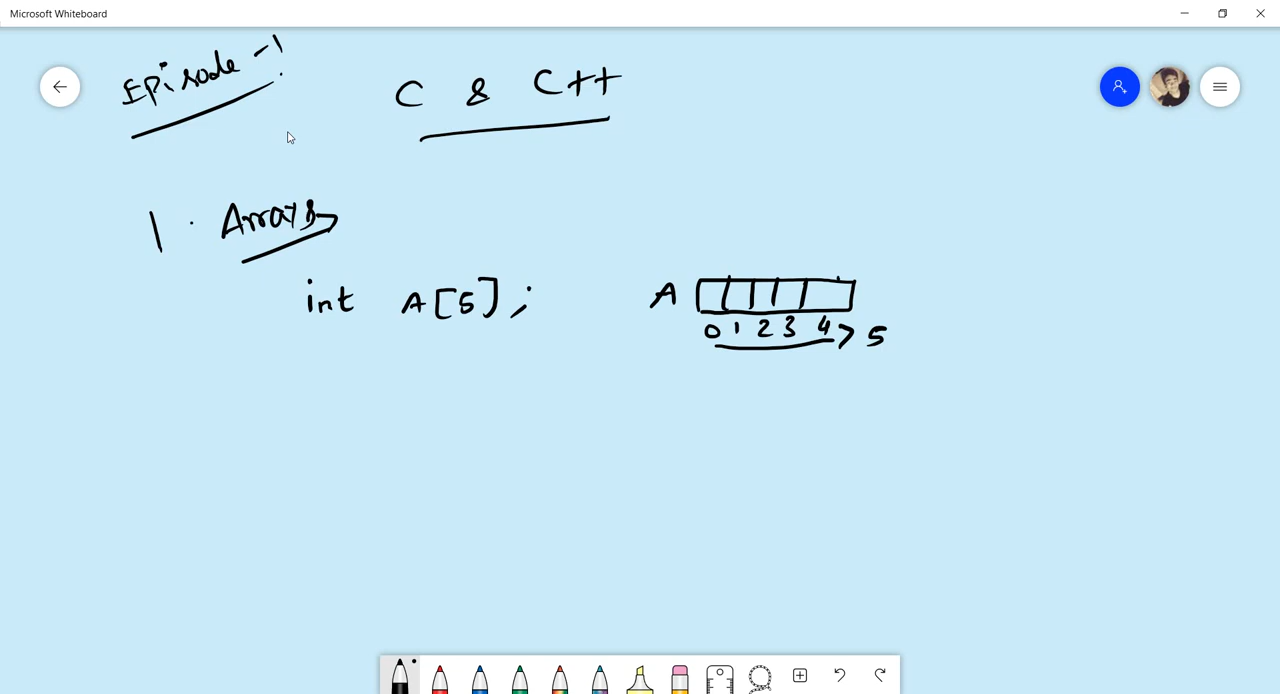 Microsoft Whiteboard
Episode -1
C & C++
1. Arrays
int A[5]; A
0 1 2 3 4 > 5